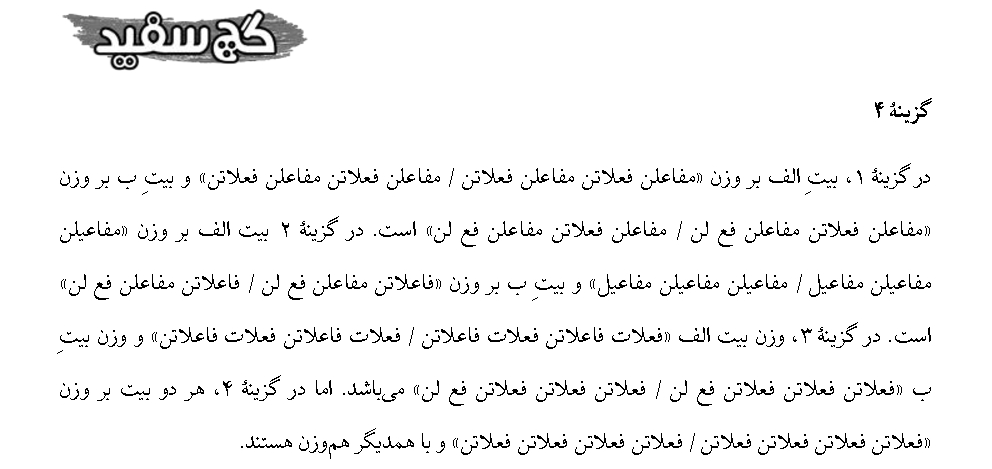 گچ سفید
گزینهٔ ۴
در گزینهٔ ۱، بیتِ الف بر وزن «مفاعلن فعلاتن مفاعلن فعلاتن / مفاعلن فعلاتن مفاعلن فعلاتن» و بیتِ ب بر وزن
«مفاعلن فعلاتن مفاعلن فع لن / مفاعلن فعلاتن مفاعلن فع لن» است. در گزینهٔ ۲ بیت الف بر وزن «مفاعیلن
مفاعیلن مفاعیل / مفاعیلن مفاعیلن مفاعیل» و بیتِ ب بر وزن «فاعلاتن مفاعلن فع لن / فاعلاتن مفاعلن فع لن»
است. در گزینهٔ ۳، وزن بیت الف «فعلات فاعلاتن فعلات فاعلاتن / فعلات فاعلاتن فعلات فاعلاتن» و وزن بیتِ
ب «فعلاتن فعلاتن فعلاتن فع لن / فعلاتن فعلاتن فعلاتن فع لن» می‌باشد. اما در گزینهٔ ۴، هر دو بیت بر وزن
«فعلاتن فعلاتن فعلاتن فعلاتن / فعلاتن فعلاتن فعلاتن فعلاتن» و با همدیگر هم‌وزن هستند.